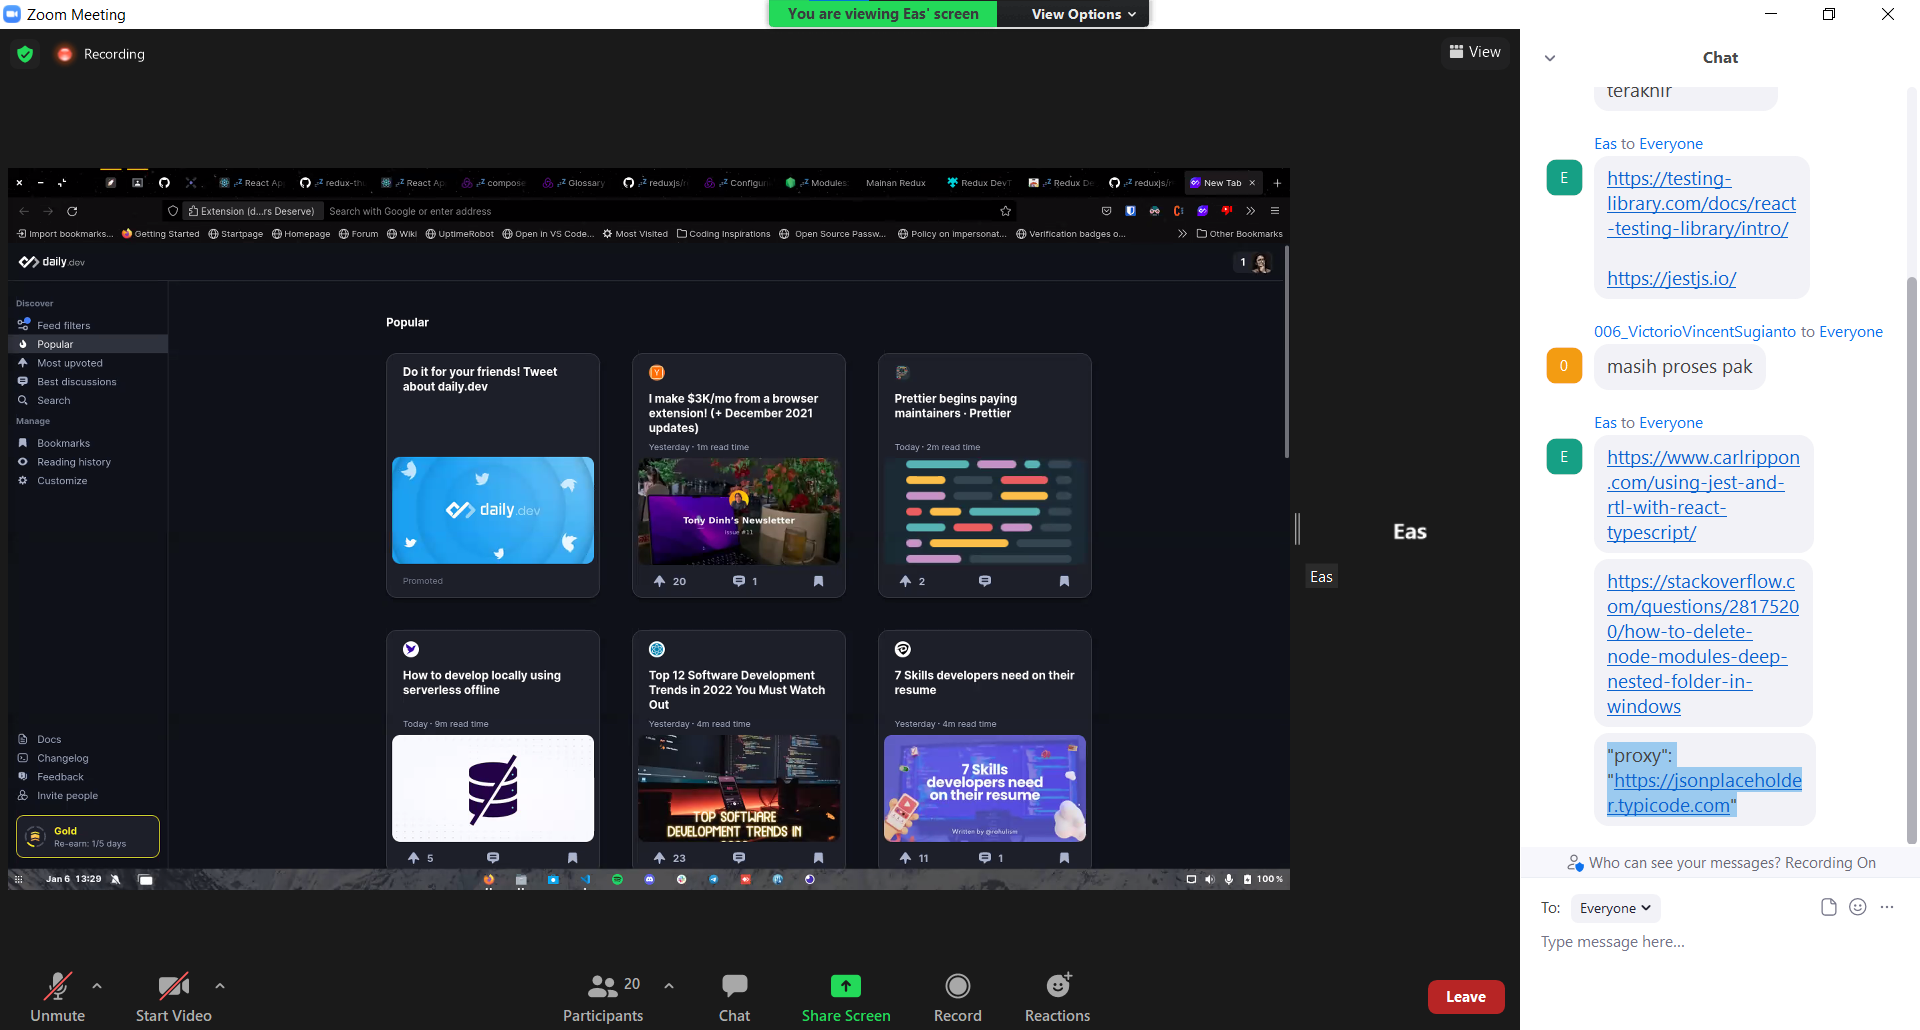 Zoom Meeting
You are viewing Eas' screen
View Options
Recording
View
React Ap
redux-th
React Ap
compose
Glossary
reduxjs/r
Configur
Modules
Mainan Redux
Redux DevT
Redux De
reduxjs/r
New Tab
Extension (d...rs Deserve)
Search with Google or enter address
Import bookmarks...
Getting Started
Startpage
Homepage
Forum
Wiki
UptimeRobot
Open in VS Code...
Most Visited
Coding Inspirations
Open Source Passw...
Policy on impersonat...
Verification badges o...
Other Bookmarks
daily.dev
1
Discover
Feed filters
Popular
Most upvoted
Best discussions
Search
Manage
Bookmarks
Reading history
Customize
Docs
Changelog
Feedback
Invite people
Gold
Re-earn: 1/5 days
Popular
Do it for your friends! Tweet
about daily.dev
daily.dev
Promoted
I make $3K/mo from a browser
extension! (+ December 2021
updates)
Yesterday · 1m read time
Tony Dinh's Newsletter
Issue #11
20
1
Prettier begins paying
maintainers · Prettier
Today · 2m read time
2
How to develop locally using
serverless offline
Today · 9m read time
5
Top 12 Software Development
Trends in 2022 You Must Watch
Out
Yesterday · 4m read time
TOP SOFTWARE
DEVELOPMENT TRENDS IN
23
7 Skills developers need on their
resume
Yesterday · 4m read time
7 Skills
developers need
on their resume
Written by @rahulism
11
1
Jan 6 13:29
100%
Eas
Eas
Chat
terakhir
Eas to Everyone
E
https://testing-
library.com/docs/react
-testing-library/intro/
https://jestjs.io/
006_VictorioVincentSugianto to Everyone
0
masih proses pak
Eas to Everyone
E
https://www.carlrippon
.com/using-jest-and-
rtl-with-react-
typescript/
https://stackoverflow.c
om/questions/2817520
0/how-to-delete-
node-modules-deep-
nested-folder-in-
windows
"proxy":
"https://jsonplaceholde
r.typicode.com"
Who can see your messages? Recording On
To:
Everyone
Type message here...
Unmute
Start Video
20
Participants
Chat
Share Screen
Record
Reactions
Leave